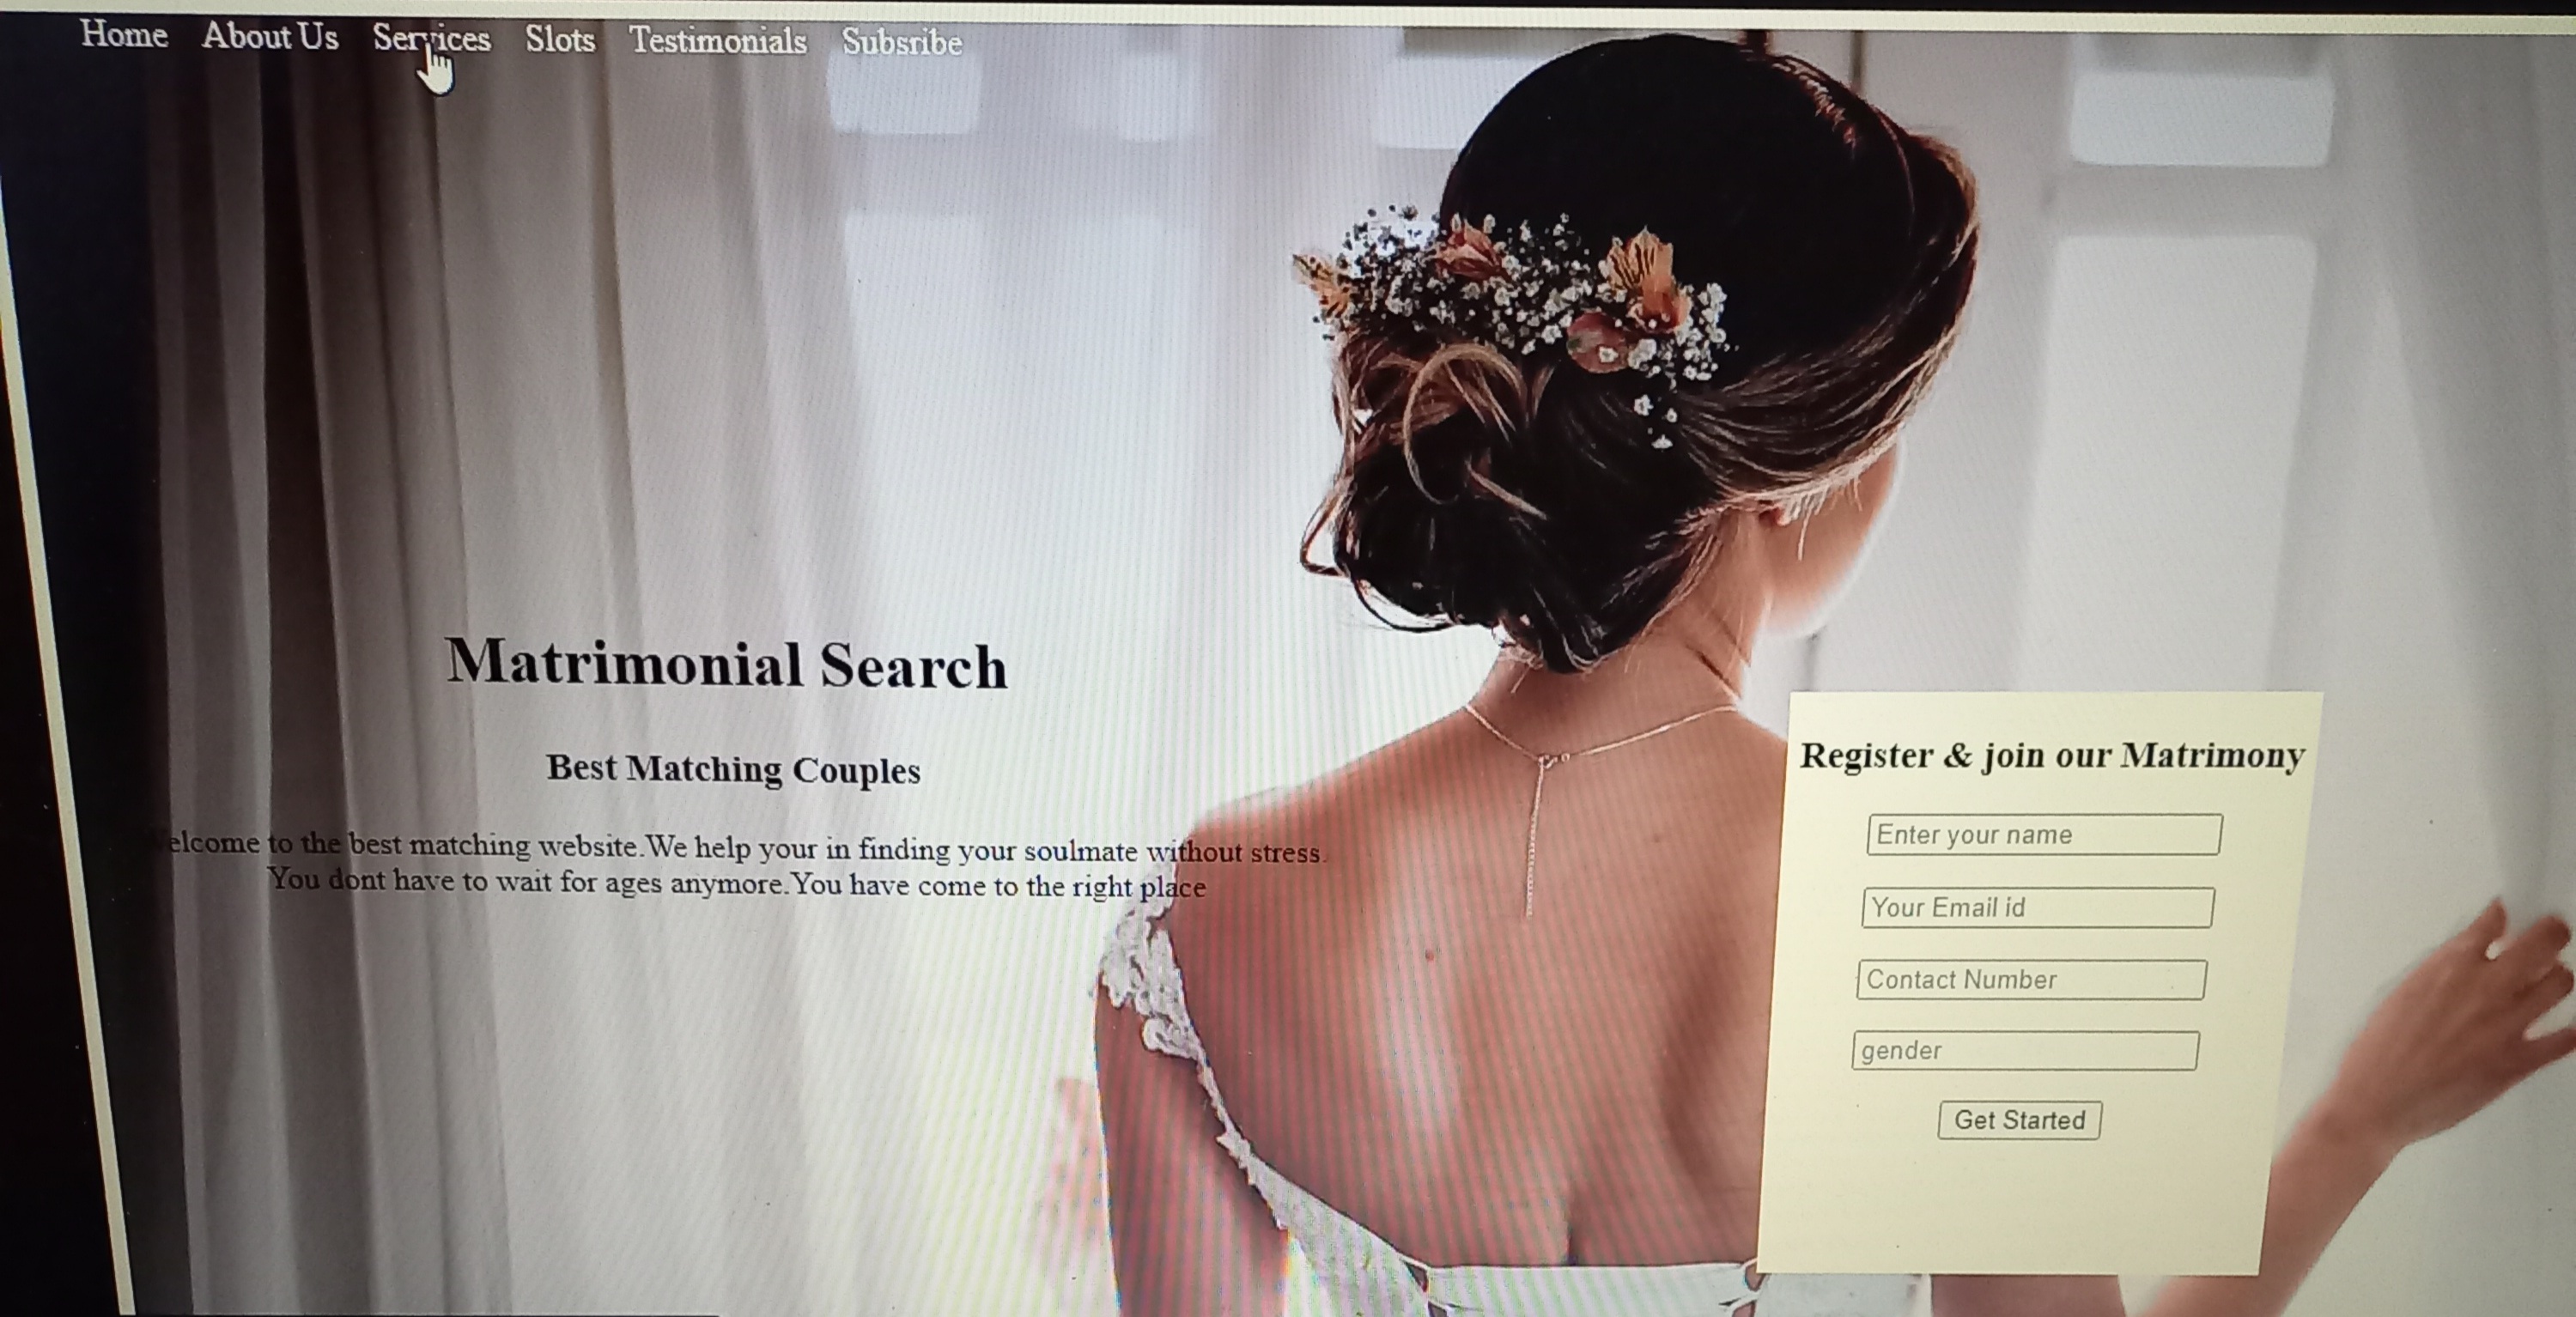 Home About Us Services Slots Testimonials Subsribe
Matrimonial Search
Best Matching Couples
Welcome to the best matching website.We help your in finding your soulmate without stress.
You dont have to wait for ages anymore.You have come to the right place
Register & join our Matrimony
Enter your name
Your Email id
Contact Number
gender
Get Started